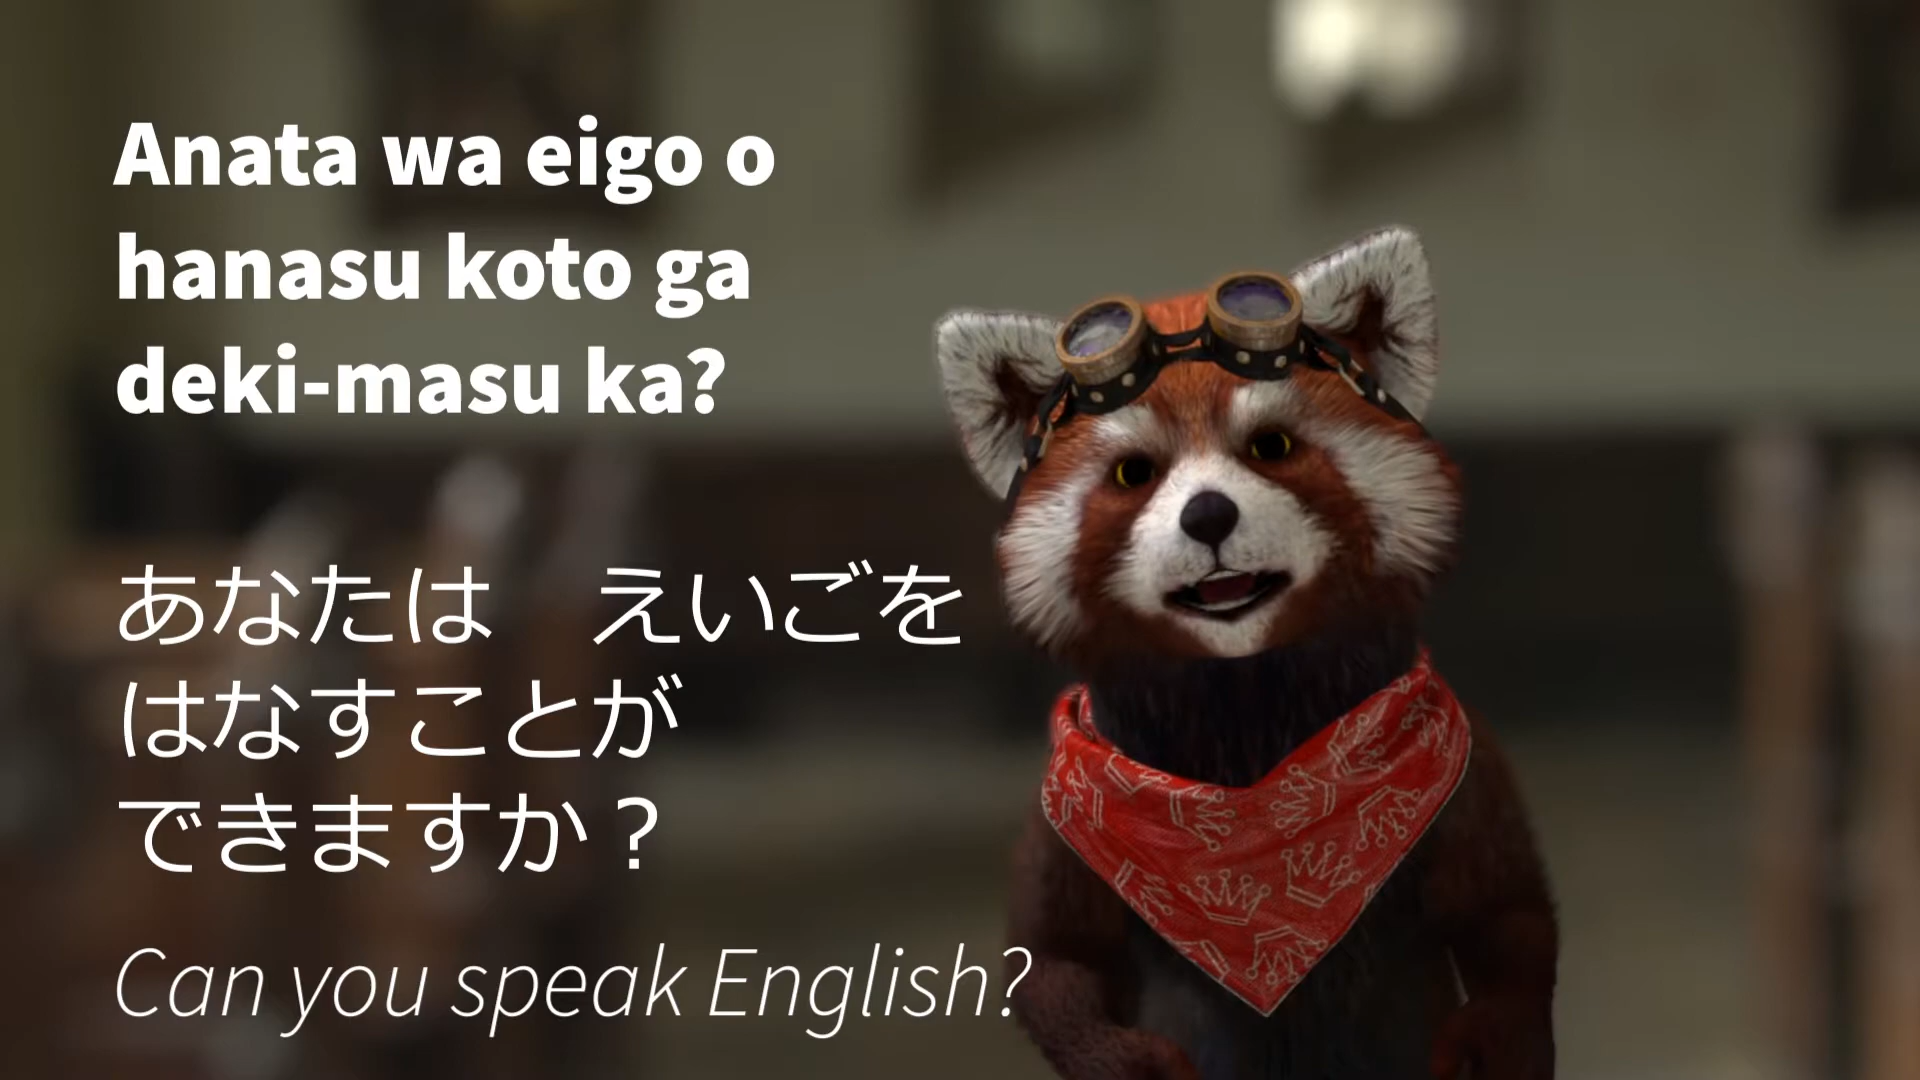 Anata wa eigo o
hanasu koto ga
deki-masu ka?
あなたは　えいごを
はなすことが
できますか？
Can you speak English?